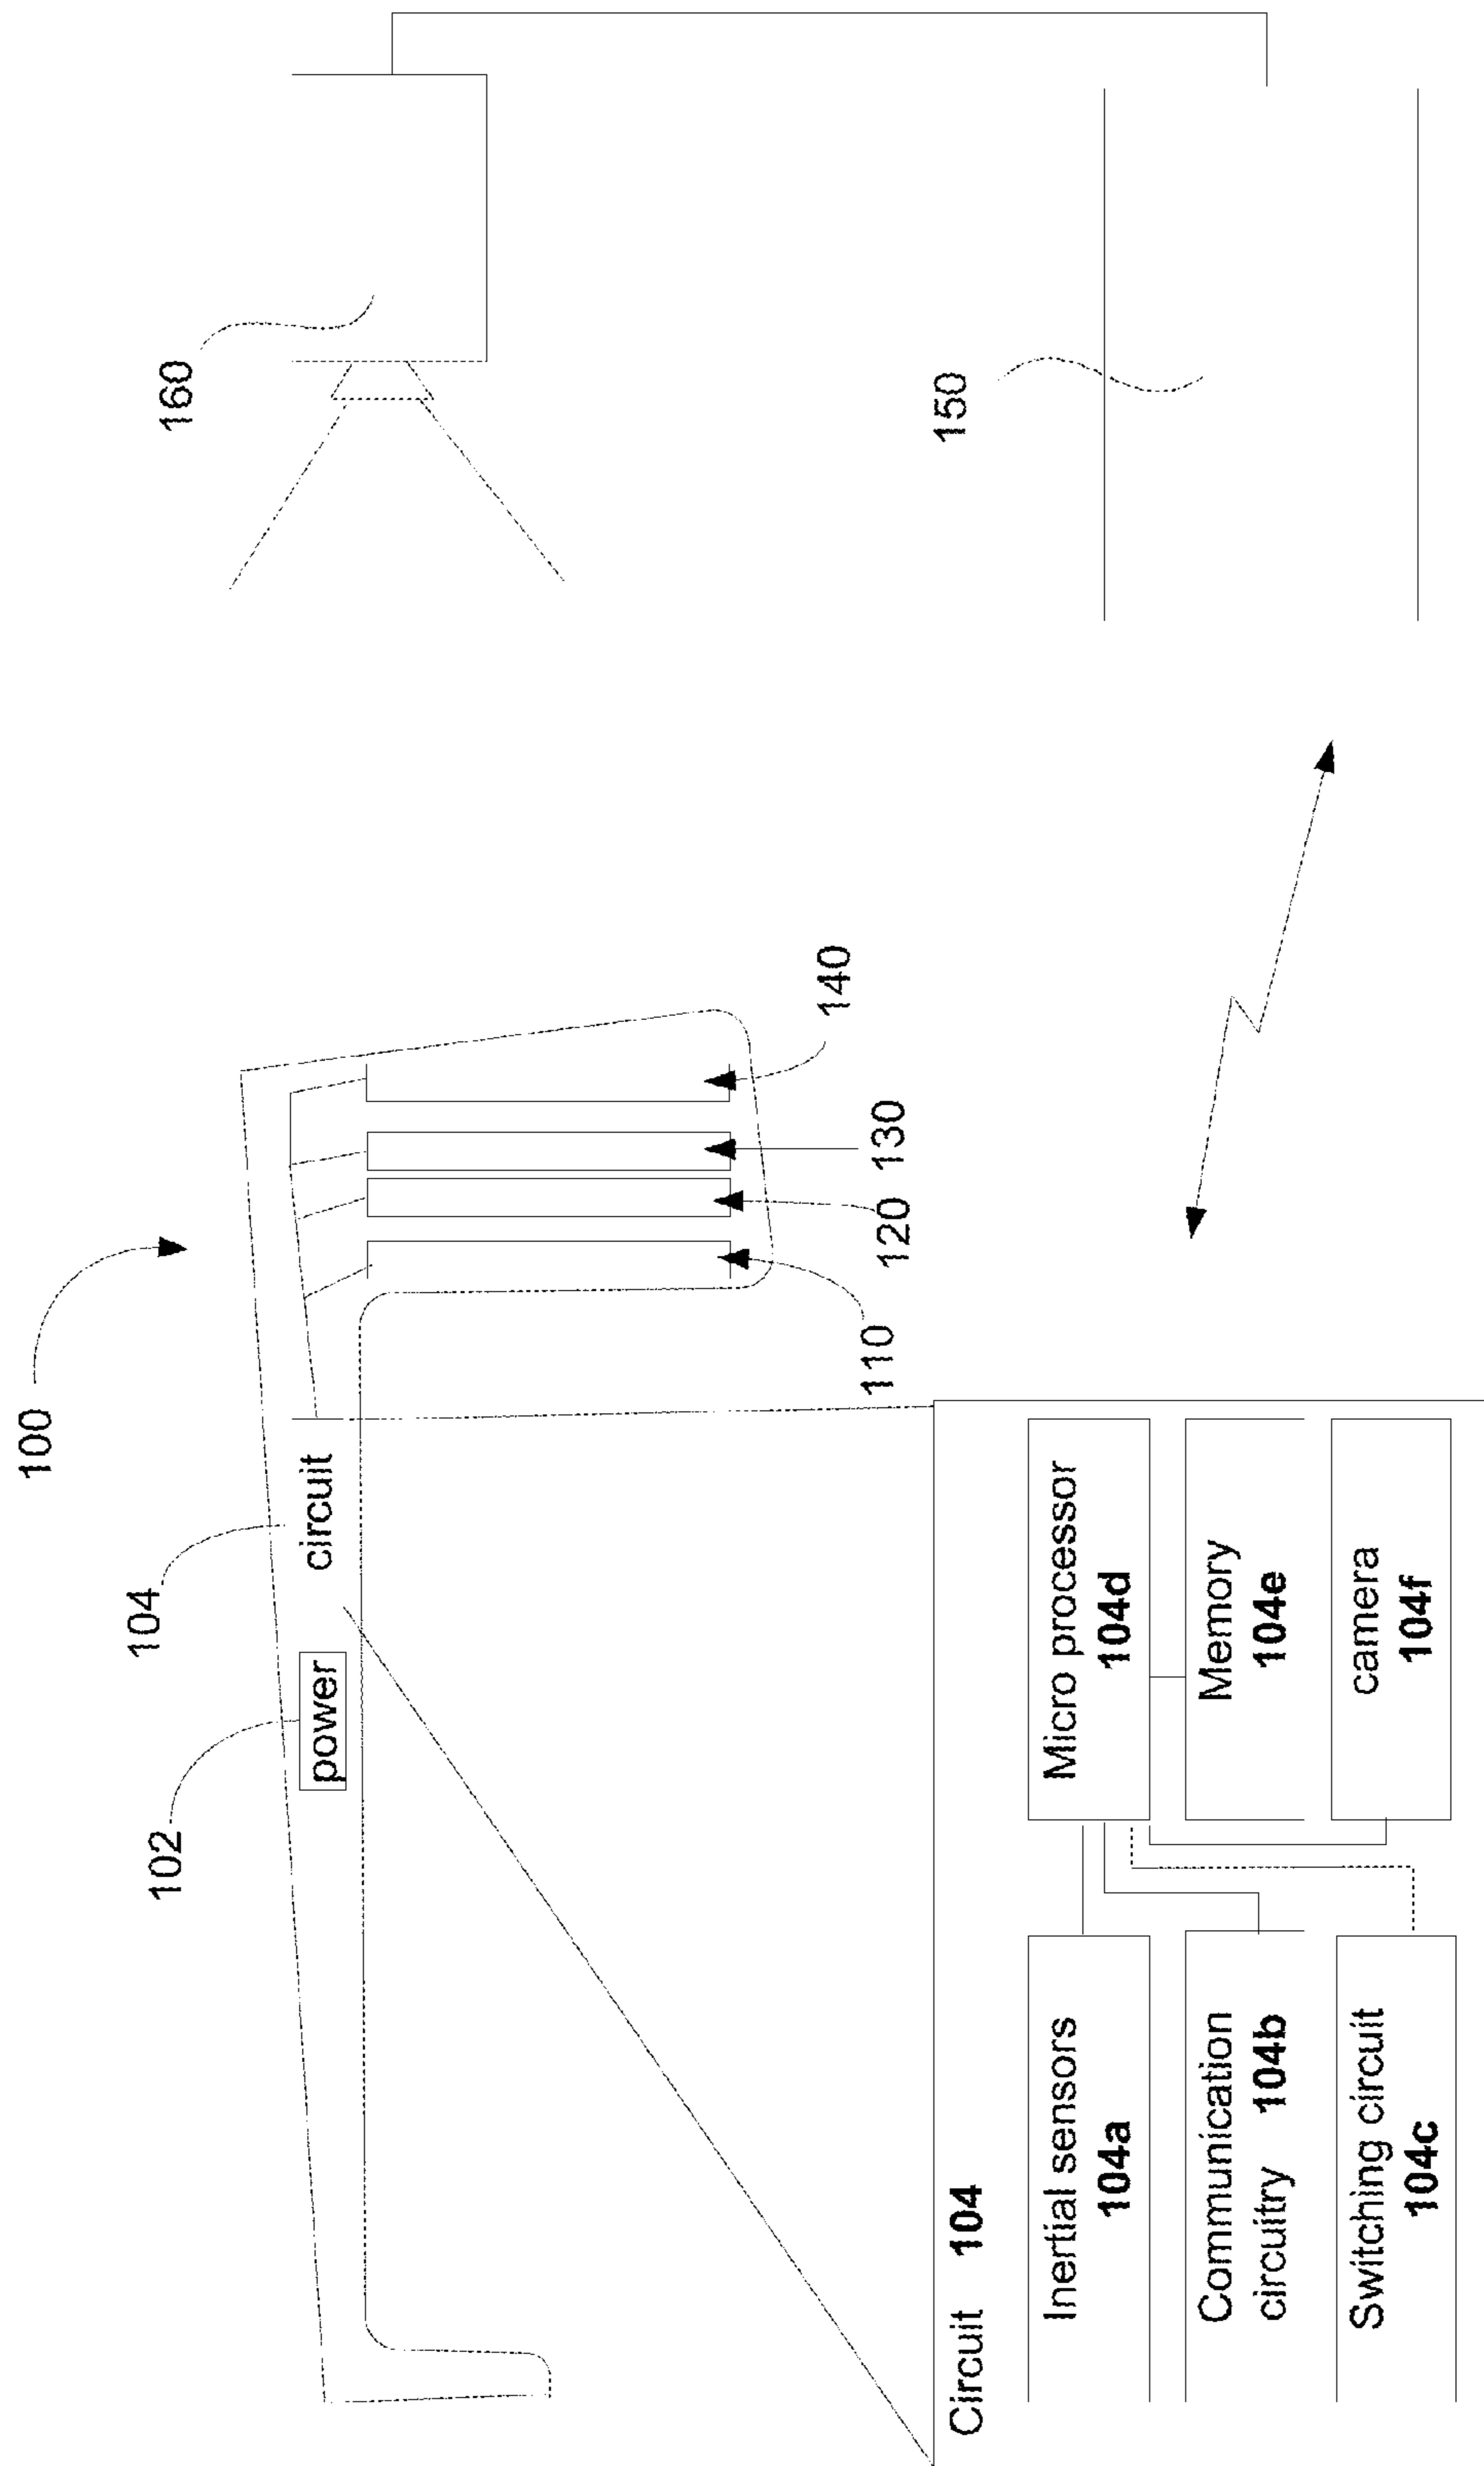 100
160
104
102
power
circuit
140
130
120
110
150
Circuit 104
Inertial sensors
104a
Communication
circuitry 104b
Switching circuit
104c
Micro processor
104d
Memory
104e
camera
104f